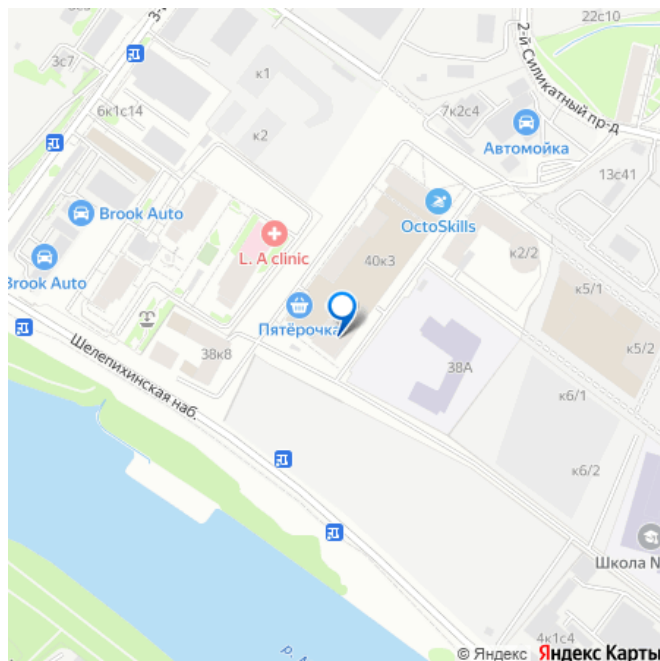 22с10
3с7
к1
2-й Силикатный пр-д
6к1с14
7к2с4
к2
Автомойка
13с41
Brook Auto
OctoSkills
L. A clinic
к2/2
40к3
Brook Auto
к5/1
Пятёрочка
38к8
к5/2
Шелепихинская наб.
38А
к6/1
к6/2
Школа N
4к1с4
р. М
© Яндекс Яндекс Карты